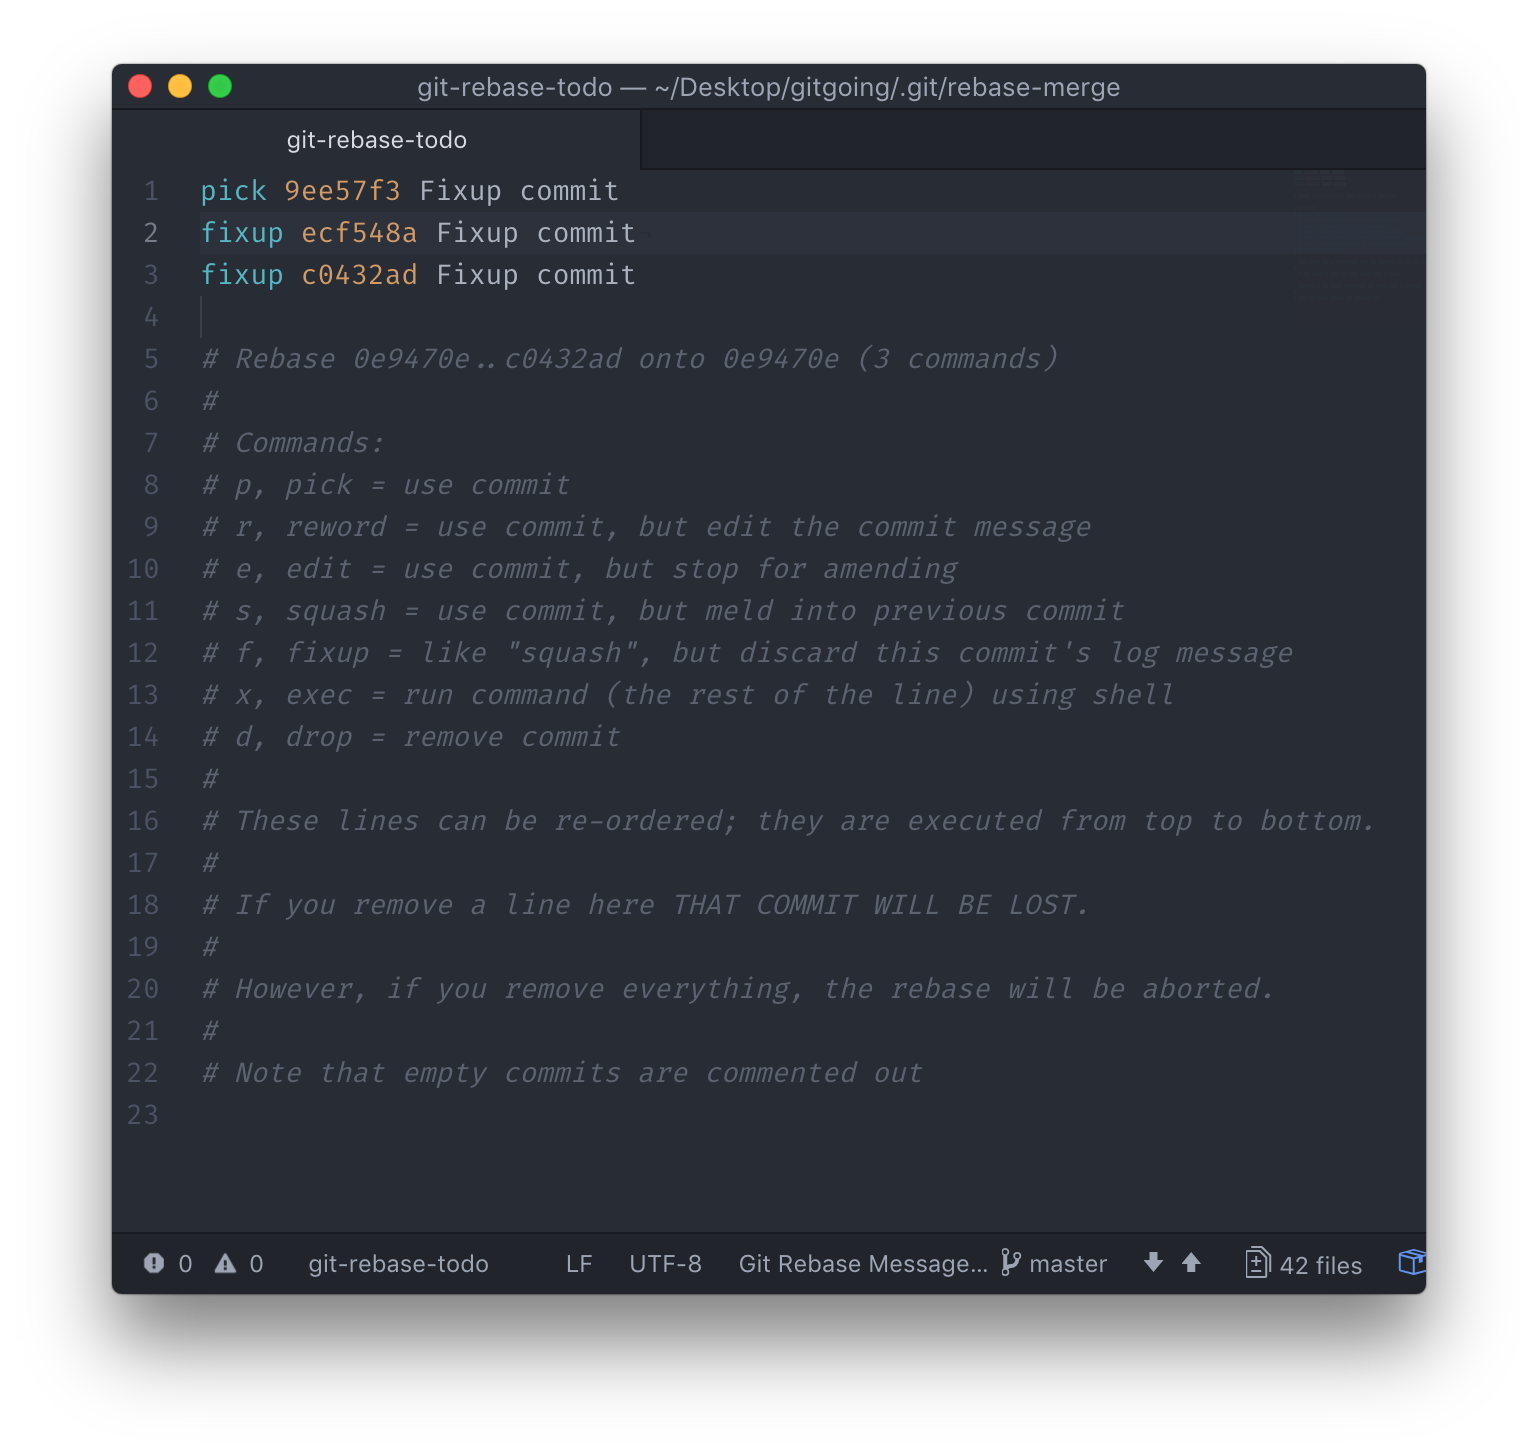 git-rebase-todo — ~/Desktop/gitgoing/.git/rebase-merge
git-rebase-todo
1 pick 9ee57f3 Fixup commit
2 fixup ecf548a Fixup commit
3 fixup c0432ad Fixup commit
4
5 # Rebase 0e9470e..c0432ad onto 0e9470e (3 commands)
6 #
7 # Commands:
8 # p, pick = use commit
9 # r, reword = use commit, but edit the commit message
10 # e, edit = use commit, but stop for amending
11 # s, squash = use commit, but meld into previous commit
12 # f, fixup = like "squash", but discard this commit's log message
13 # x, exec = run command (the rest of the line) using shell
14 # d, drop = remove commit
15 #
16 # These lines can be re-ordered; they are executed from top to bottom.
17 #
18 # If you remove a line here THAT COMMIT WILL BE LOST.
19 #
20 # However, if you remove everything, the rebase will be aborted.
21 #
22 # Note that empty commits are commented out
23
0 0 git-rebase-todo LF UTF-8 Git Rebase Message... master 42 files